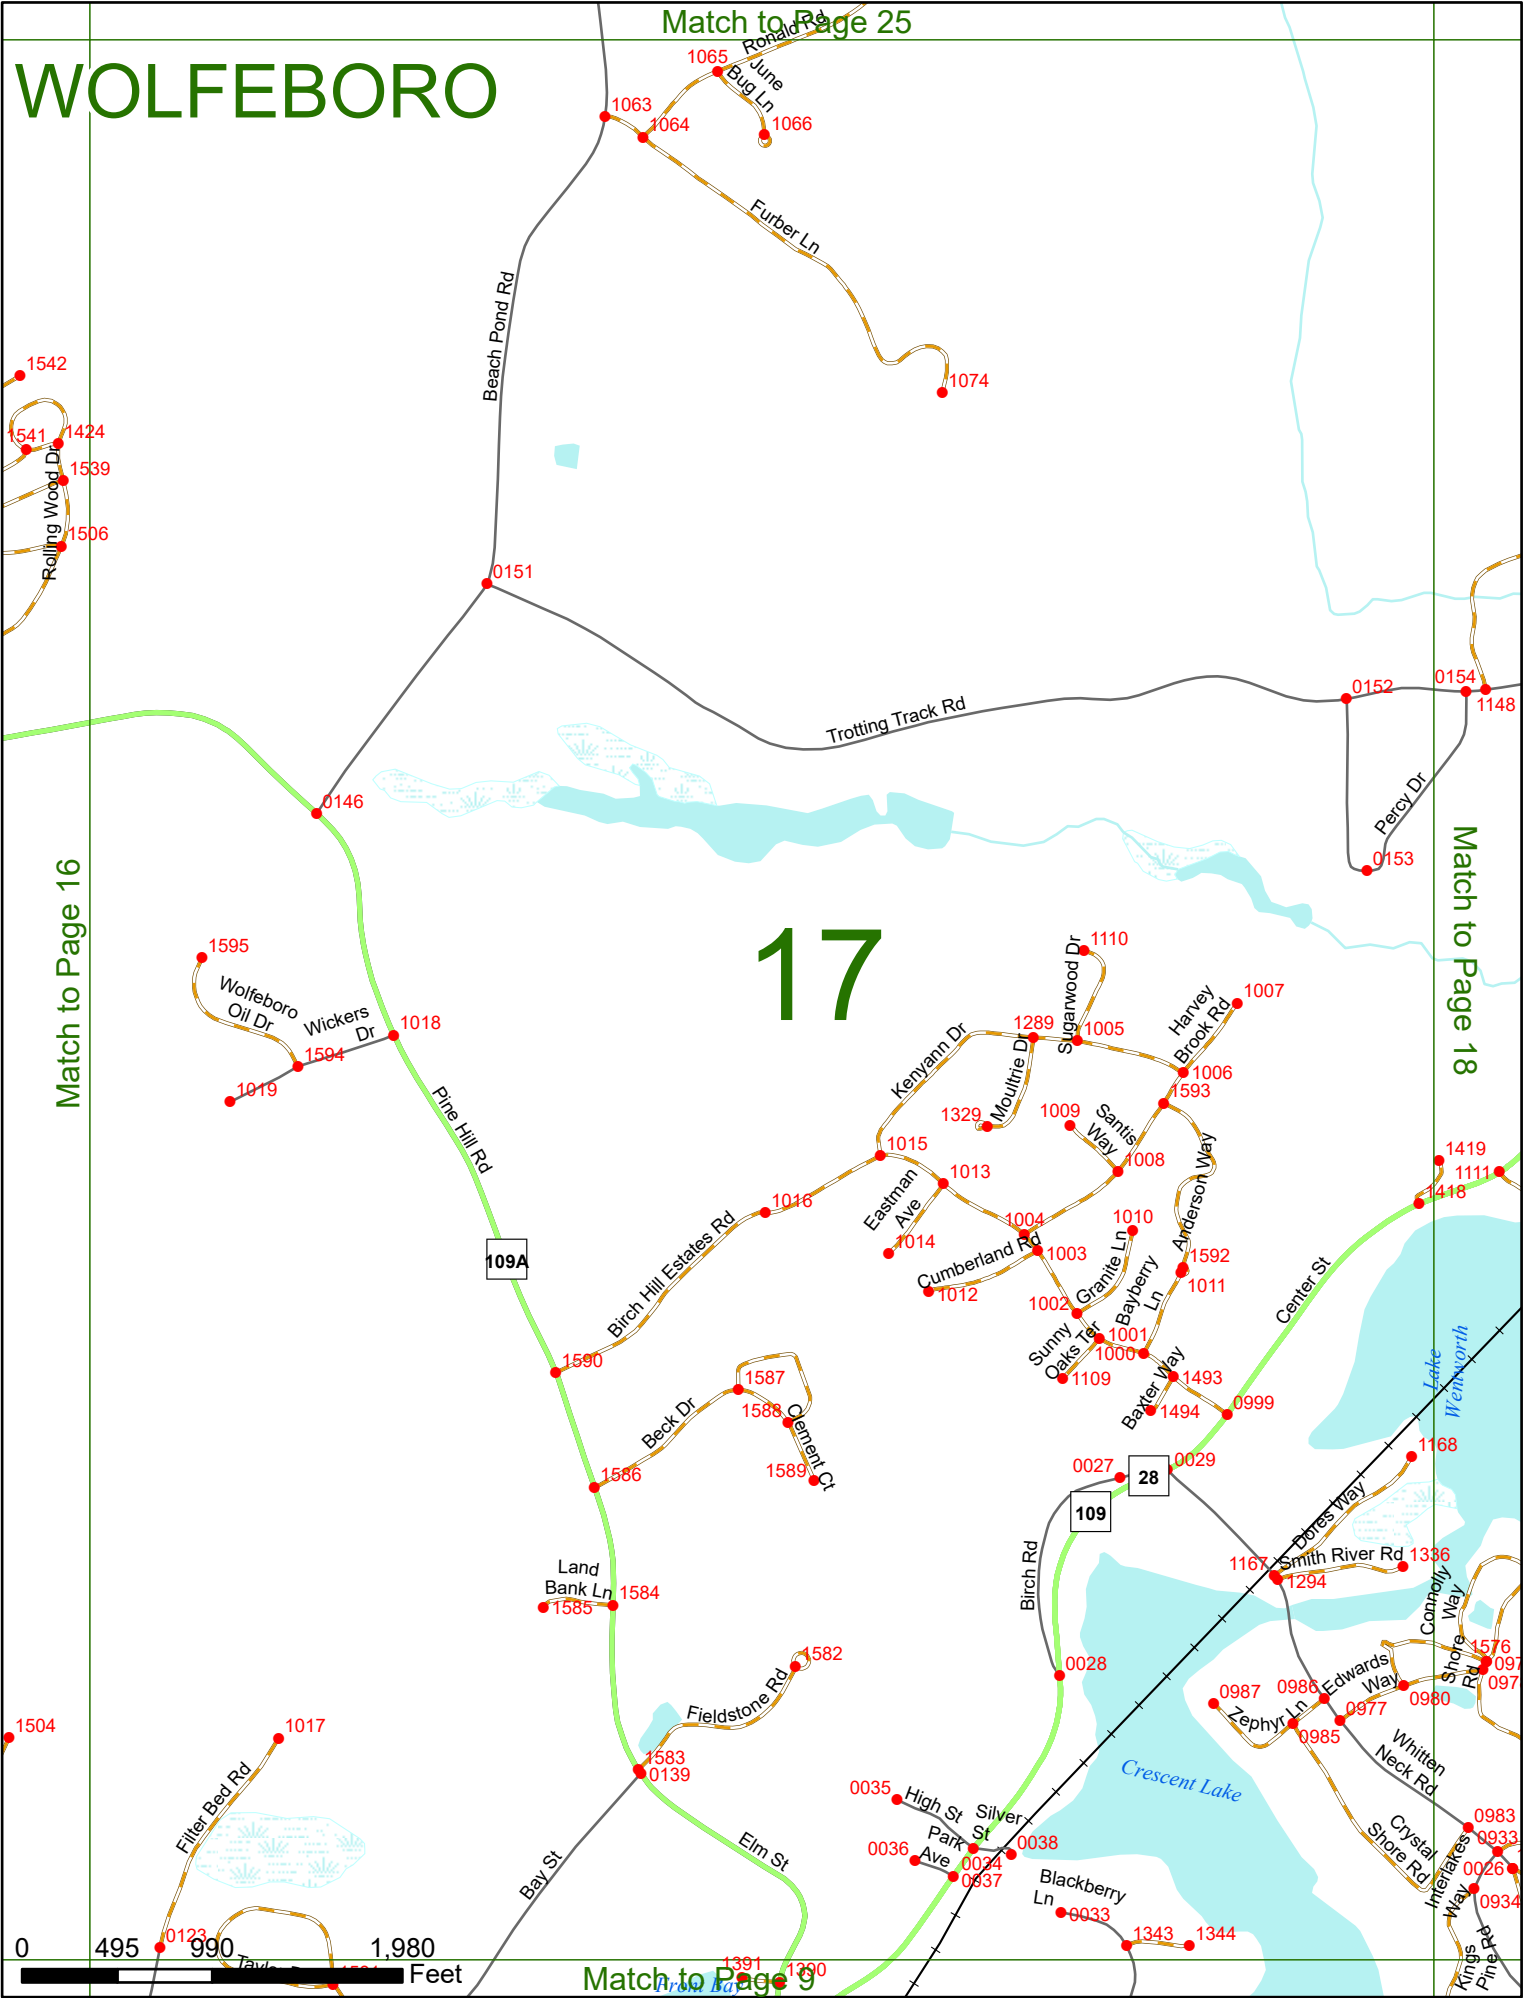 Match to Page 25
WOLFEBORO
Ronald Rd
1065
June
Bug Ln
1063
1064
1066
Furber Ln
Beach Pond Rd
1074
1542
1541
1424
1539
Rolling Wood Dr
1506
0151
0152
0154
1148
Trotting Track Rd
Percy Dr
0146
0153
Match to Page 16
Match to Page 18
17
1595
Wolfeboro
Oil Dr
Wickers
Dr
1018
1594
1019
Pine Hill Rd
1110
Sugarwood Dr
1007
Harvey
Brook Rd
1289
1005
Kenyann Dr
Moultrie Dr
1006
1593
1329
1009
Santis
Way
1015
1008
1013
Anderson Way
1419
1111
1418
Eastman
Ave
1016
1014
1004
1010
1003
Cumberland Rd
1012
Granite Ln
1592
1011
Bayberry
Ln
1002
Center St
109A
Birch Hill Estates Rd
Sunny
Oaks Ter
1001
1000
1109
1493
Baxter Way
1494
0999
1590
1587
1588
Beck Dr
Clement Ct
1589
1586
Lake
Wentworth
1168
0027
0029
28
109
Dores Way
Birch Rd
1167
Smith River Rd
1336
1294
Land
Bank Ln
1584
1585
Connolly
Way
Shore
Rd
1576
097
097
0028
1582
Fieldstone Rd
0986
Edwards
Way
0980
0987
Zephyr Ln
0977
0985
1504
1017
1583
0139
Whitten
Neck Rd
Crescent Lake
Filter Bed Rd
0035
High St
Silver
St
0038
Park
Ave
0036
0034
0037
0983
0933
Crystal
Shore Rd
Interlakes
Way
0026
0934
Elm St
Bay St
Blackberry
Ln
0033
1343
1344
0123
Kings
Pine Rd
0 495 990 1,980
Feet
1391
1390
Match to Page 9
Front Bay